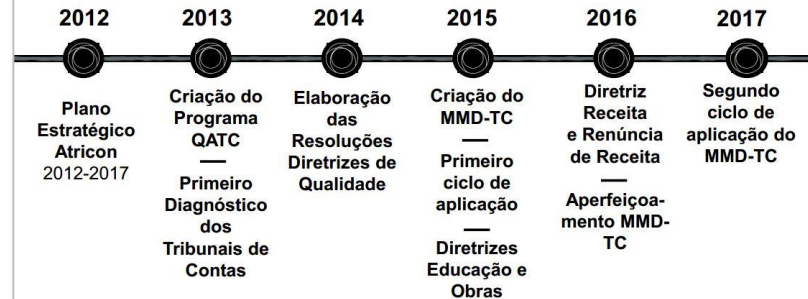 2012
Plano
Estratégico
Atricon
2012-2017
2013
Criação do
Programa
QATC
Primeiro
Diagnóstico
dos
Tribunais de
Contas
2014
Elaboração
das
Resoluções
Diretrizes de
Qualidade
2015
Criação do
MMD-TC
Primeiro
ciclo de
aplicação
Diretrizes
Educação e
Obras
2016
Diretriz
Receita
e Renúncia
de Receita
Aperfeiçoa-
mento MMD-
TC
2017
Segundo
ciclo de
aplicação do
MMD-TC